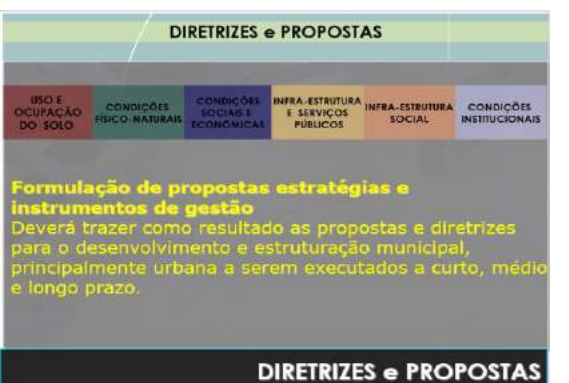 DIRETRIZES e PROPOSTAS
USO E OCUPAÇÃO DO SOLO
CONDIÇÕES FÍSICO-NATURAIS
CONDIÇÕES SOCIAIS E ECONÔMICAS
INFRA-ESTRUTURA E SERVIÇOS PÚBLICOS
INFRA-ESTRUTURA SOCIAL
CONDIÇÕES INSTITUCIONAIS
Formulação de propostas estratégias e
instrumentos de gestão
Deverá trazer como resultado as propostas e diretrizes
para o desenvolvimento e estruturação municipal,
principalmente urbana a serem executados a curto, médio
e longo prazo.
DIRETRIZES e PROPOSTAS